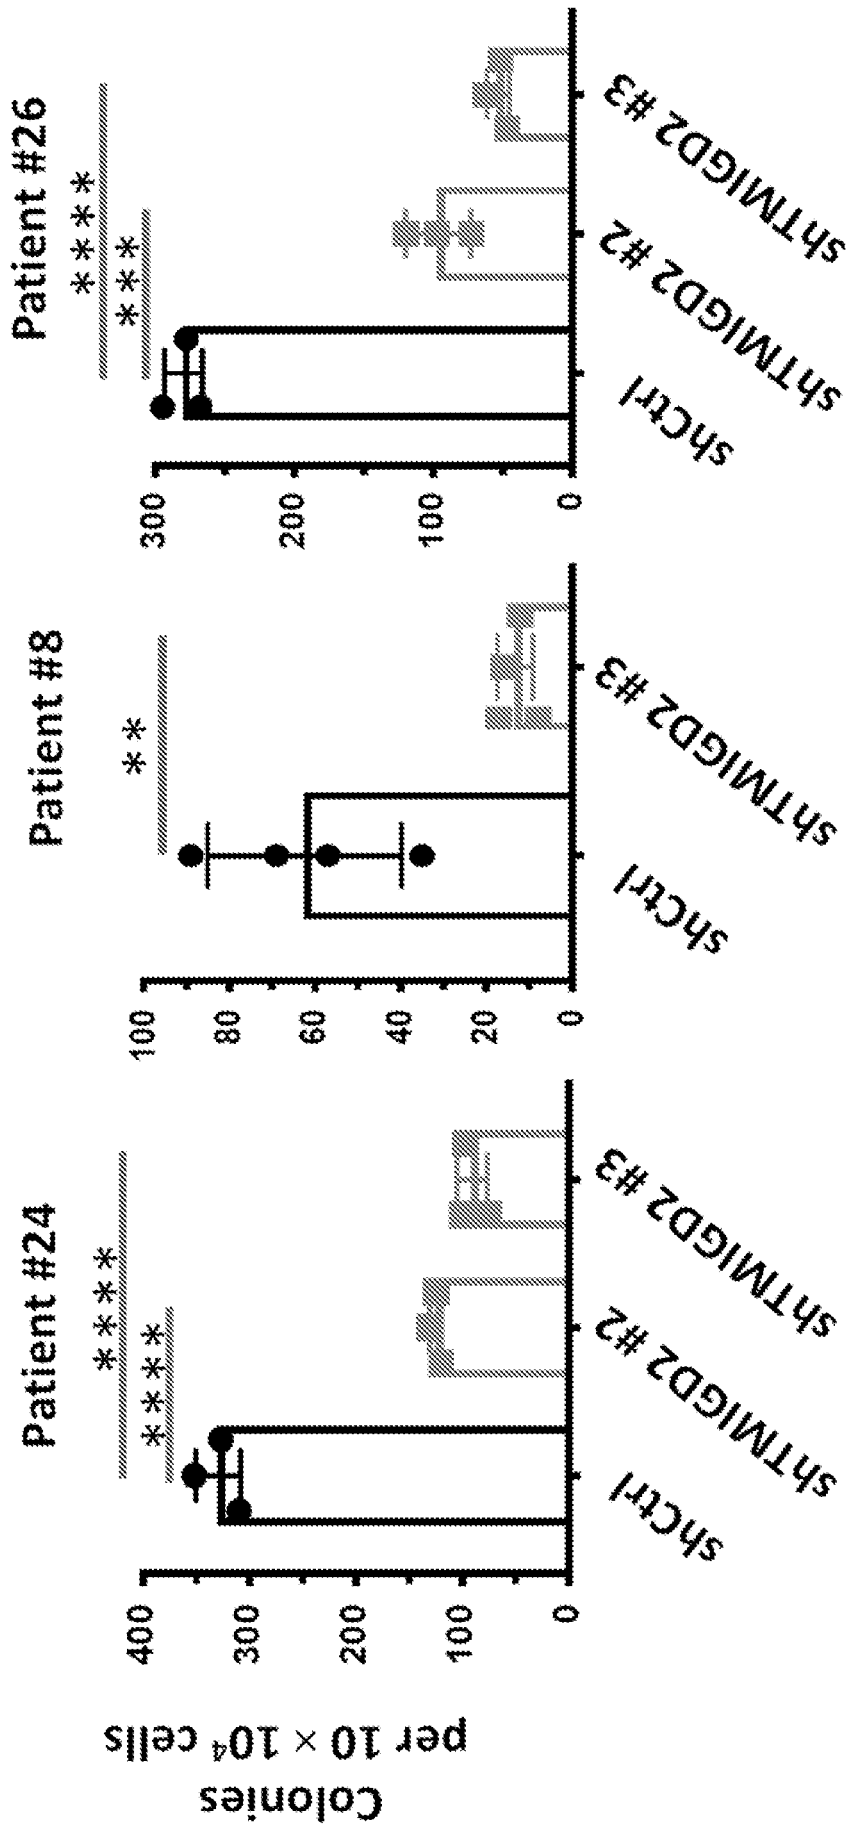 Colonies
per 10 × 10⁴ cells
Patient #24
****
****
400
300
200
100
0
shCtrl
shTMIGD2 #2
shTMIGD2 #3
Patient #8
**
100
80
60
40
20
0
shCtrl
shTMIGD2 #3
Patient #26
****
***
300
200
100
0
shCtrl
shTMIGD2 #2
shTMIGD2 #3